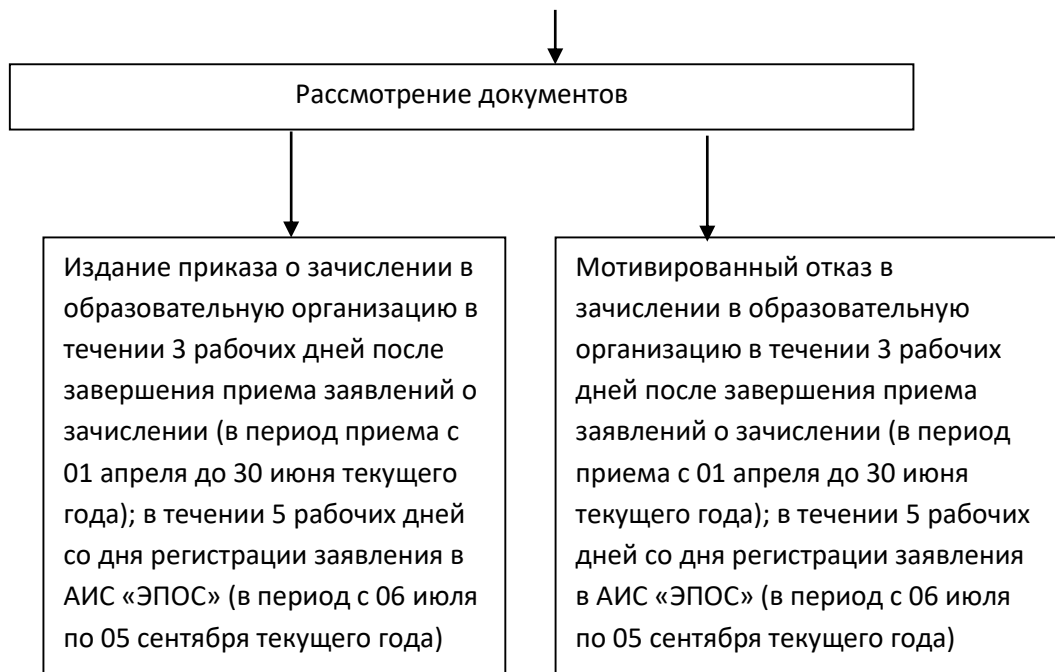 Рассмотрение документов
Издание приказа о зачислении в
образовательную организацию в
течении 3 рабочих дней после
завершения приема заявлений о
зачислении (в период приема с
01 апреля до 30 июня текущего
года); в течении 5 рабочих дней
со дня регистрации заявления в
АИС «ЭПОС» (в период с 06 июля
по 05 сентября текущего года)
Мотивированный отказ в
зачислении в образовательную
организацию в течении 3 рабочих
дней после завершения приема
заявлений о зачислении (в период
приема с 01 апреля до 30 июня
текущего года); в течении 5 рабочих
дней со дня регистрации заявления
в АИС «ЭПОС» (в период с 06 июля
по 05 сентября текущего года)